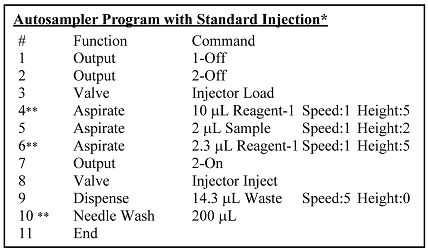 Autosampler Program with Standard Injection*
# Function Command
1 Output 1-Off
2 Output 2-Off
3 Valve Injector Load
4** Aspirate 10 μL Reagent-1 Speed:1 Height:5
5 Aspirate 2 μL Sample Speed:1 Height:2
6** Aspirate 2.3 μL Reagent-1 Speed:1 Height:5
7 Output 2-On
8 Valve Injector Inject
9 Dispense 14.3 μL Waste Speed:5 Height:0
10 ** Needle Wash 200 μL
11 End